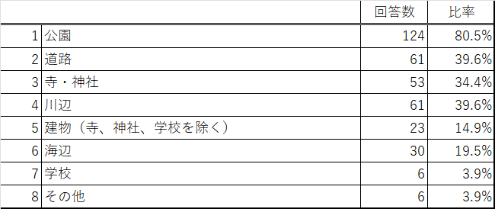 回答数 比率
1 公園 124 80.5%
2 道路 61 39.6%
3 寺・神社 53 34.4%
4 川辺 61 39.6%
5 建物（寺、神社、学校を除く） 23 14.9%
6 海辺 30 19.5%
7 学校 6 3.9%
8 その他 6 3.9%